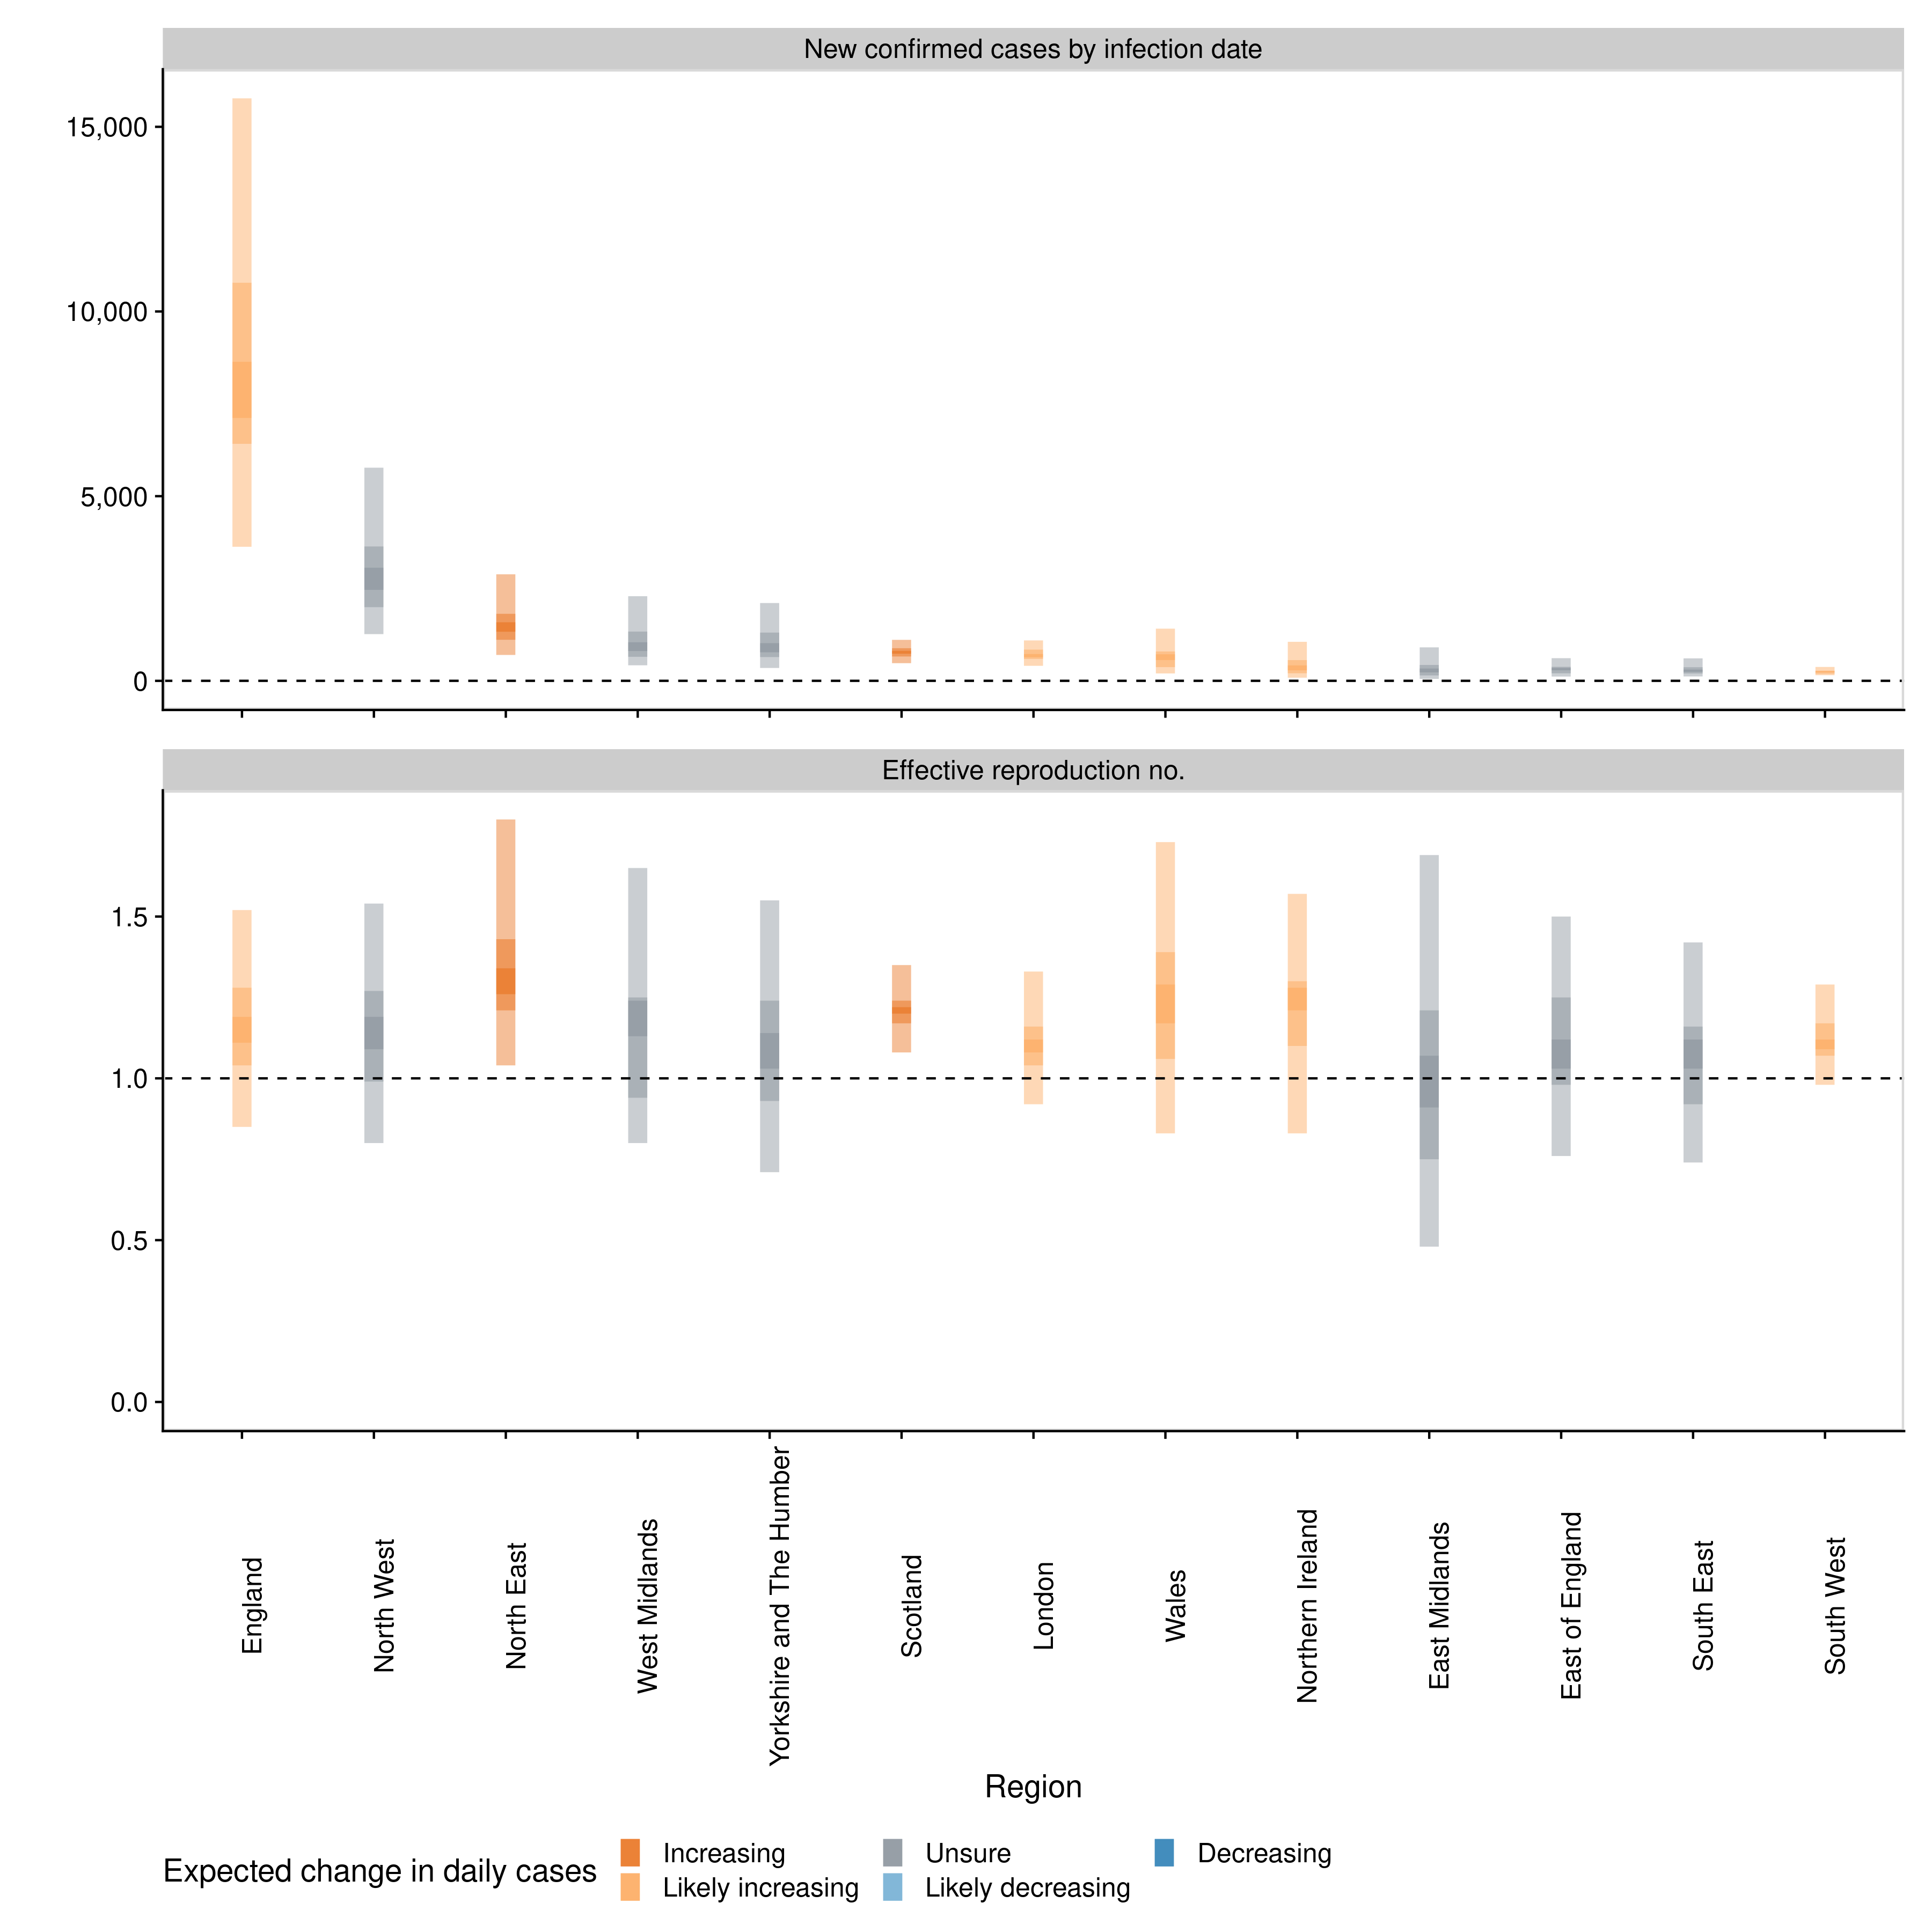 New confirmed cases by infection date
15,000
10,000
5,000
0
Effective reproduction no.
1.5
1.0
0.5
0.0
England
North West
North East
West Midlands
Yorkshire and The Humber
Scotland
London
Wales
Northern Ireland
East Midlands
East of England
South East
South West
Region
Expected change in daily cases
Increasing
Unsure
Decreasing
Likely increasing
Likely decreasing